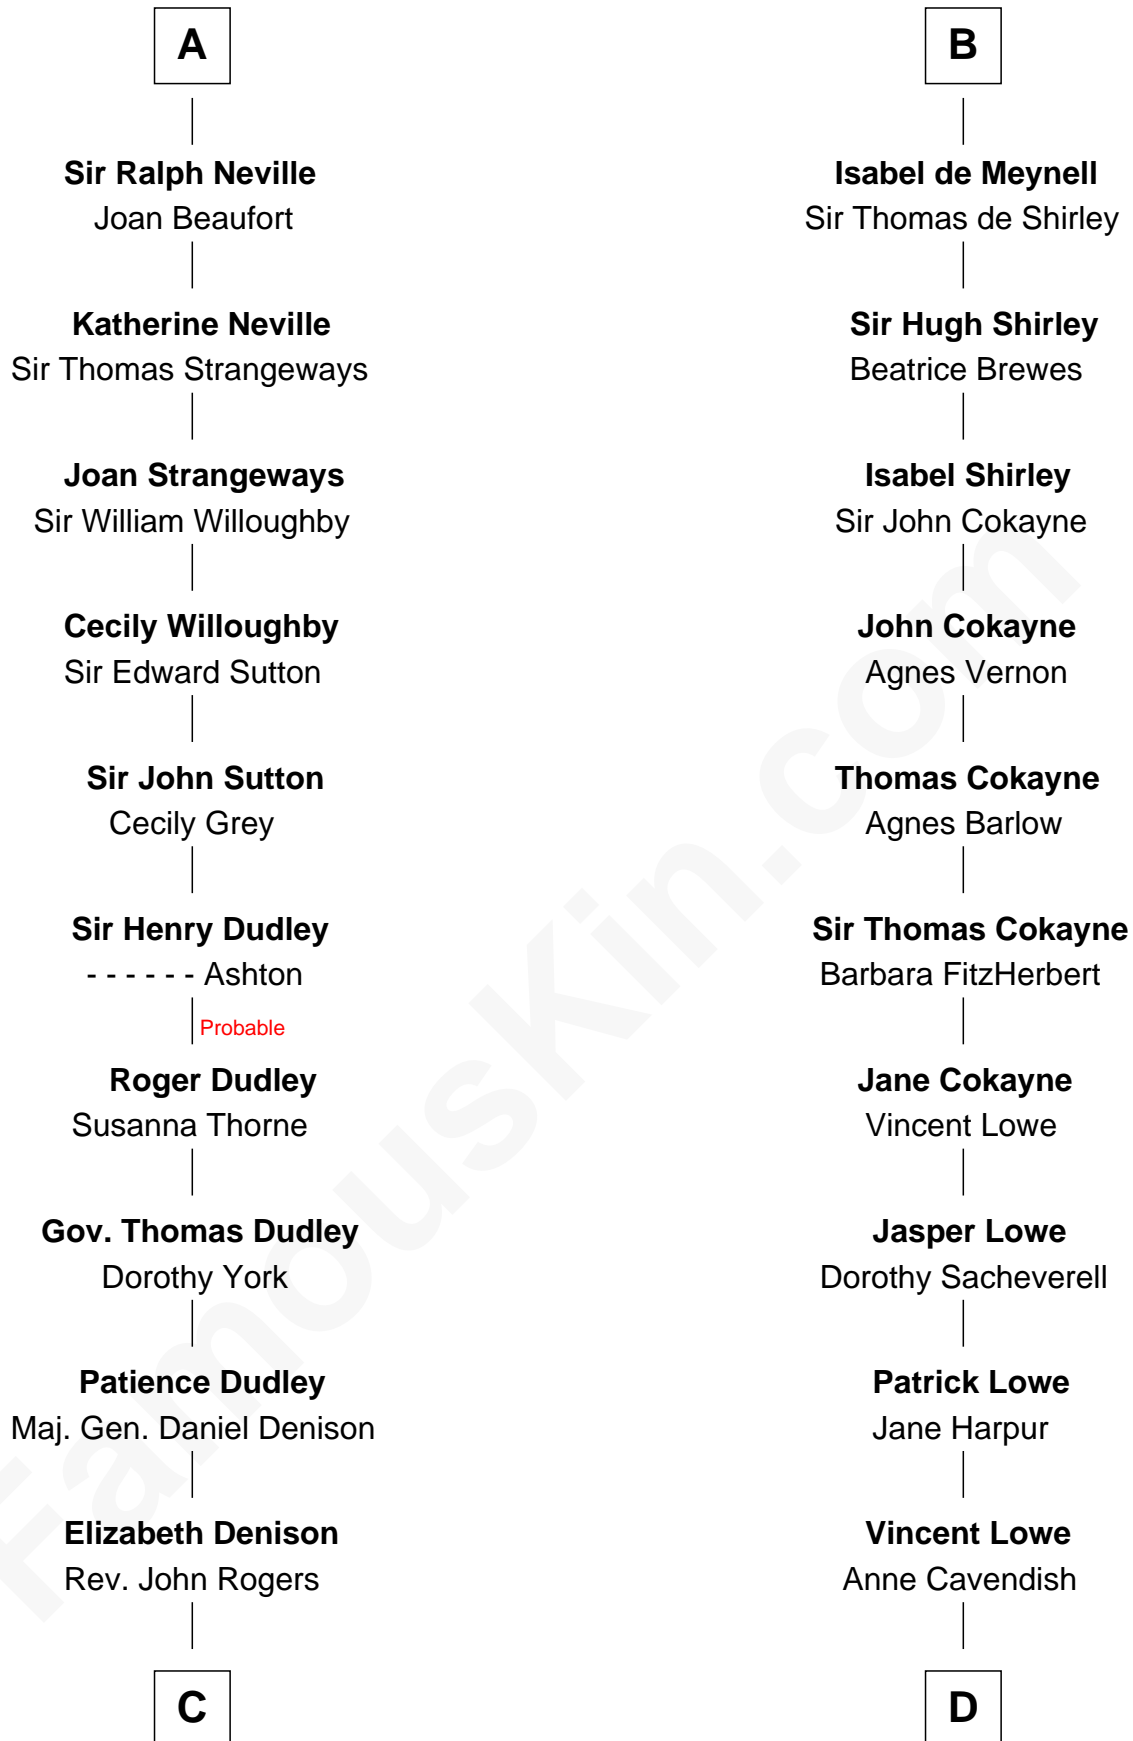 A
Sir Ralph Neville
Joan Beaufort
Katherine Neville
Sir Thomas Strangeways
Joan Strangeways
Sir William Willoughby
Cecily Willoughby
Sir Edward Sutton
Sir John Sutton
Cecily Grey
Sir Henry Dudley
- - - - - - Ashton
Probable
Roger Dudley
Susanna Thorne
Gov. Thomas Dudley
Dorothy York
Patience Dudley
Maj. Gen. Daniel Denison
Elizabeth Denison
Rev. John Rogers
C
B
Isabel de Meynell
Sir Thomas de Shirley
Sir Hugh Shirley
Beatrice Brewes
Isabel Shirley
Sir John Cokayne
John Cokayne
Agnes Vernon
Thomas Cokayne
Agnes Barlow
Sir Thomas Cokayne
Barbara FitzHerbert
Jane Cokayne
Vincent Lowe
Jasper Lowe
Dorothy Sacheverell
Patrick Lowe
Jane Harpur
Vincent Lowe
Anne Cavendish
D
FamousKin.com